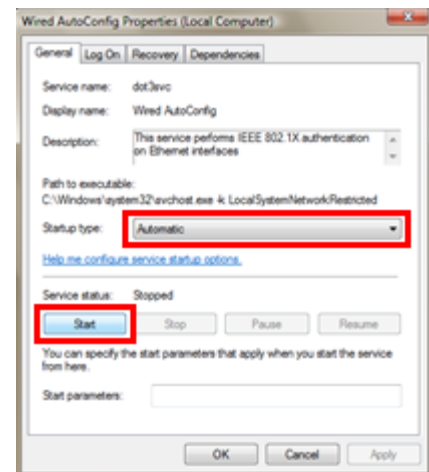 Wired AutoConfig Properties (Local Computer)
General Log On Recovery Dependencies
Service name: dot3svc
Display name: Wired AutoConfig
Description: This service performs IEEE 802.1X authentication
on Ethernet interfaces
Path to executable:
C:\Windows\system32\svchost.exe -k LocalSystemNetworkRestricted
Startup type: Automatic
Help me configure service startup options.
Service status: Stopped
Start Stop Pause Resume
You can specify the start parameters that apply when you start the service
from here.
Start parameters:
OK Cancel Apply